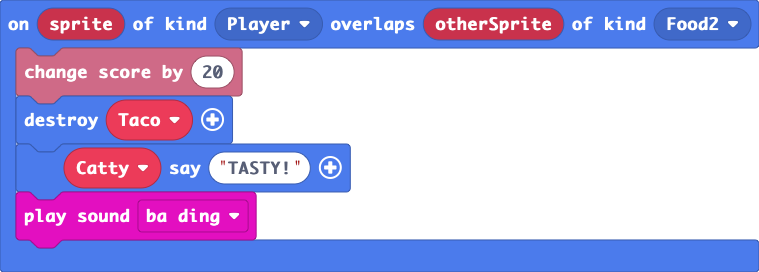 on sprite of kind Player overlaps otherSprite of kind Food2
change score by 20
destroy Taco
Catty say "TASTY!"
play sound ba ding